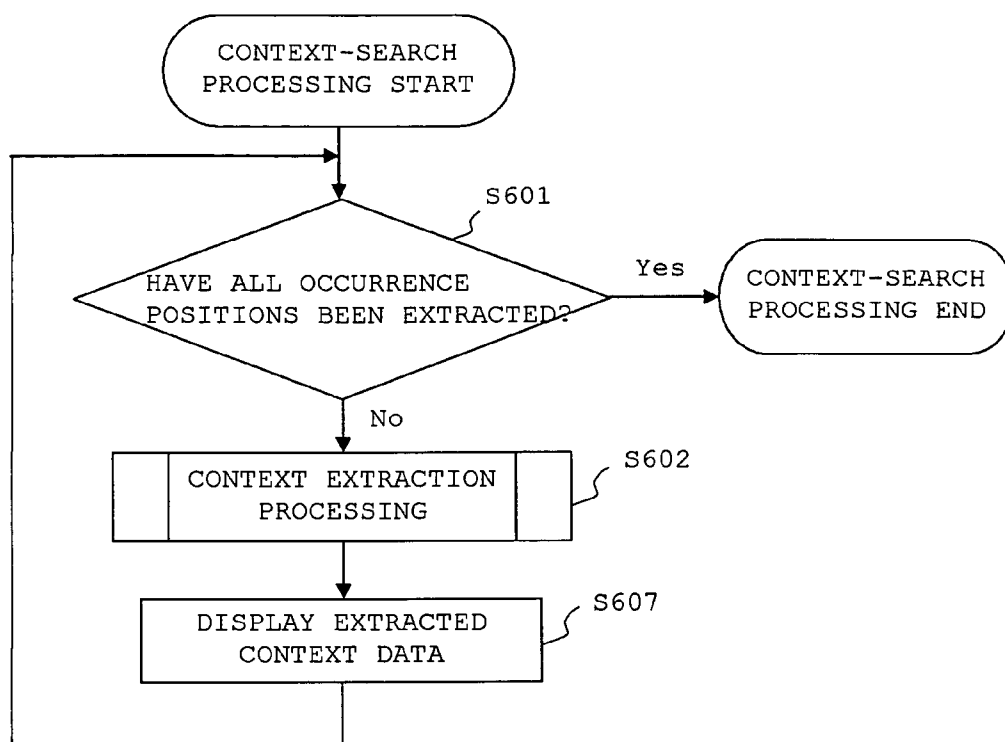 CONTEXT-SEARCH
PROCESSING START
S601
HAVE ALL OCCURRENCE
POSITIONS BEEN EXTRACTED?
Yes
CONTEXT-SEARCH
PROCESSING END
No
S602
CONTEXT EXTRACTION
PROCESSING
S607
DISPLAY EXTRACTED
CONTEXT DATA